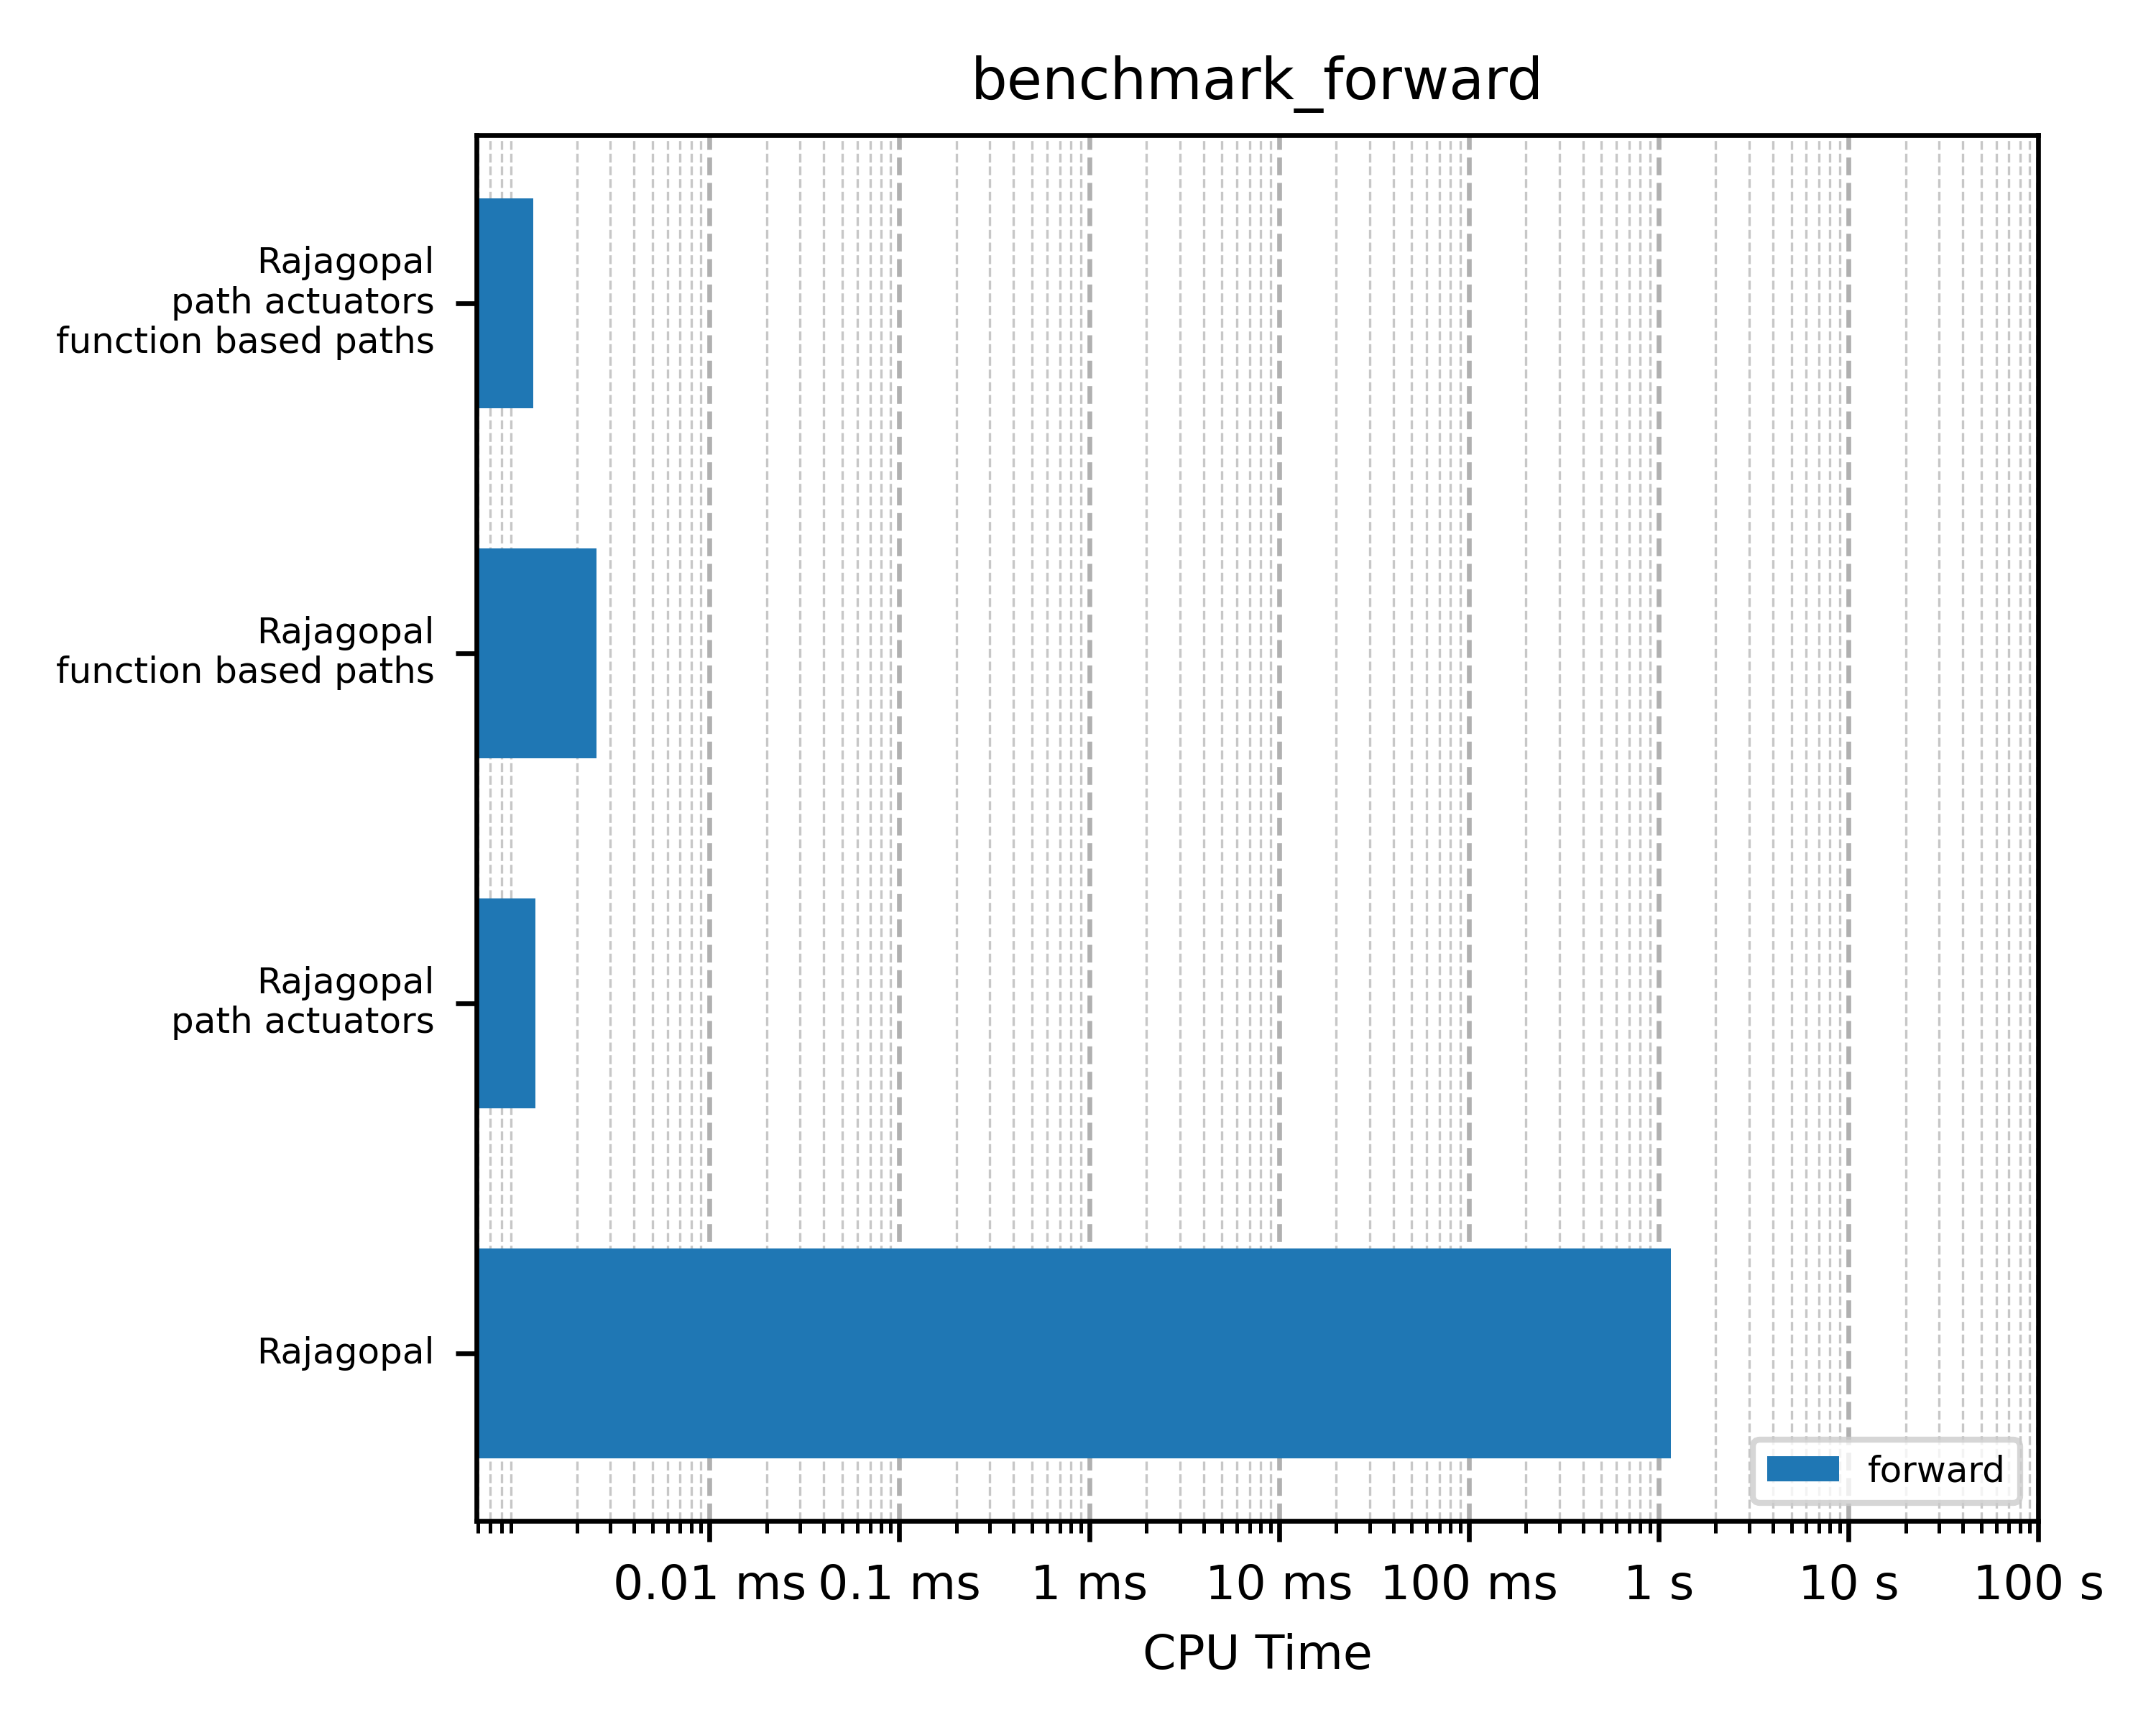 benchmark_forward
Rajagopal
path actuators
function based paths
Rajagopal
function based paths
Rajagopal
path actuators
Rajagopal
forward
0.01 ms 0.1 ms 1 ms 10 ms 100 ms 1 s 10 s 100 s
CPU Time